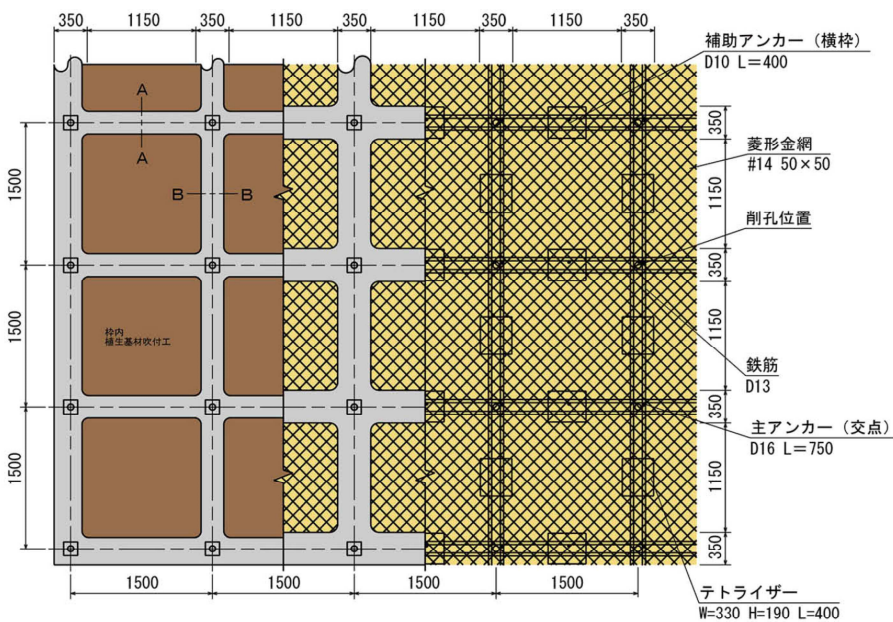 350 1150 350 1150 350 1150 350 1150 350
補助アンカー（横枠）
D10 L＝400
A
A
B B
350
菱形金網
#14 50×50
1500
1150
削孔位置
350
1500
枠内
植生基材吹付工
1150
鉄筋
D13
350
主アンカー（交点）
D16 L＝750
1500
1150
350
1500 1500 1500 1500
テトライザー
W=330 H=190 L=400